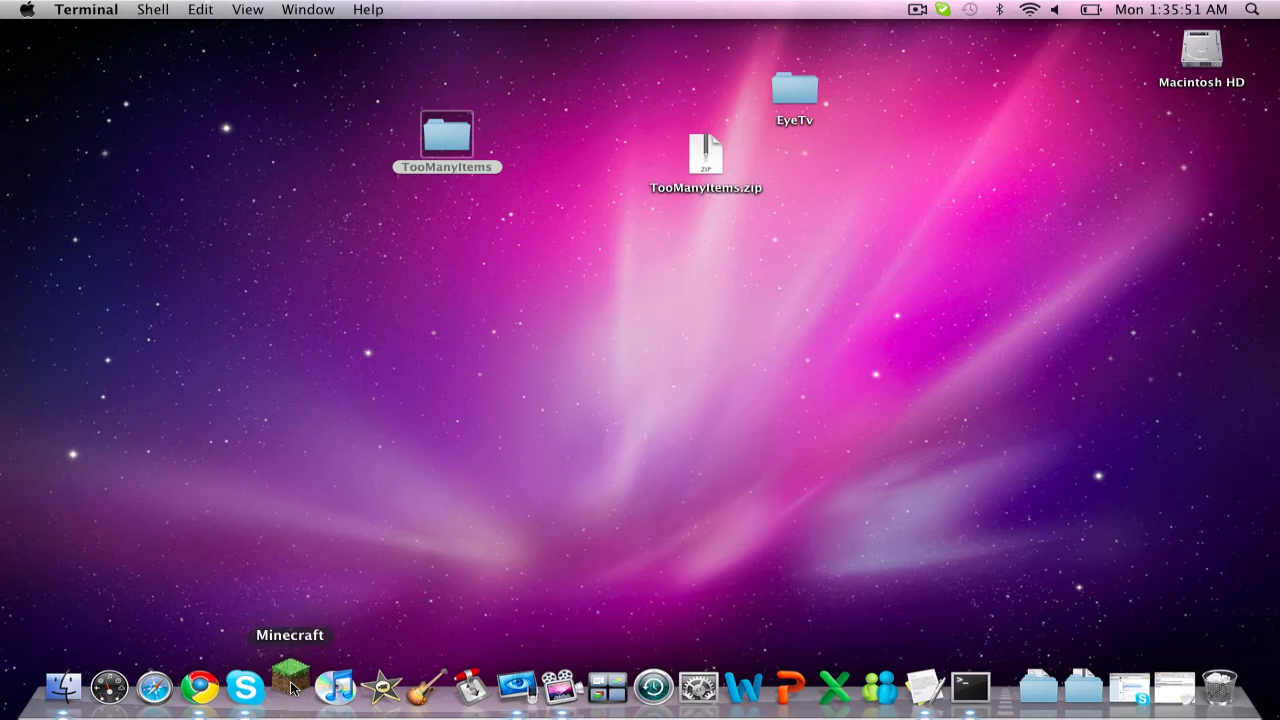 Terminal Shell Edit View Window Help Mon 1:35:51 AM
Macintosh HD
EyeTv
TooManyItems
ZIP
TooManyItems.zip
Minecraft